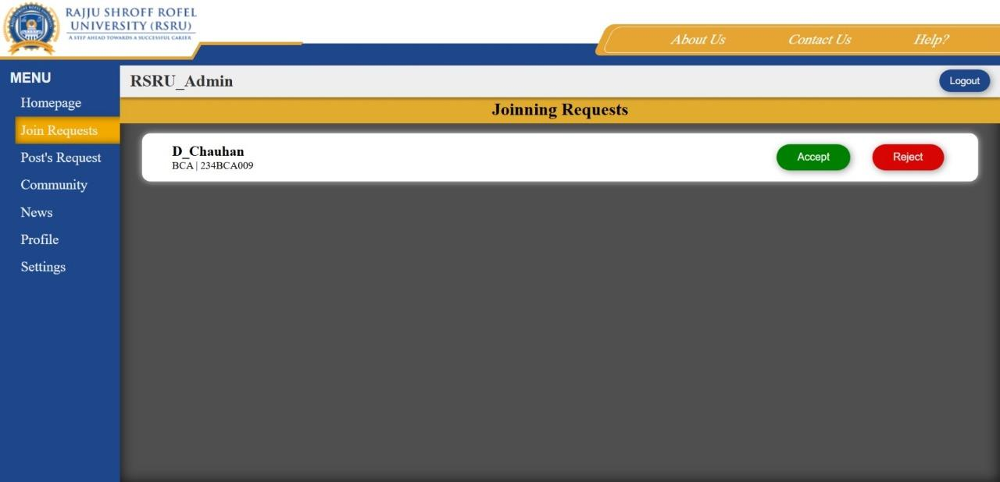 RAJJU SHROFF ROFEL
UNIVERSITY (RSRU)
A STEP AHEAD TOWARDS A SUCCESSFUL CAREER
About Us
Contact Us
Help?
MENU
Homepage
Join Requests
Post's Request
Community
News
Profile
Settings
RSRU_Admin
Logout
Joinning Requests
D_Chauhan
BCA | 234BCA009
Accept
Reject